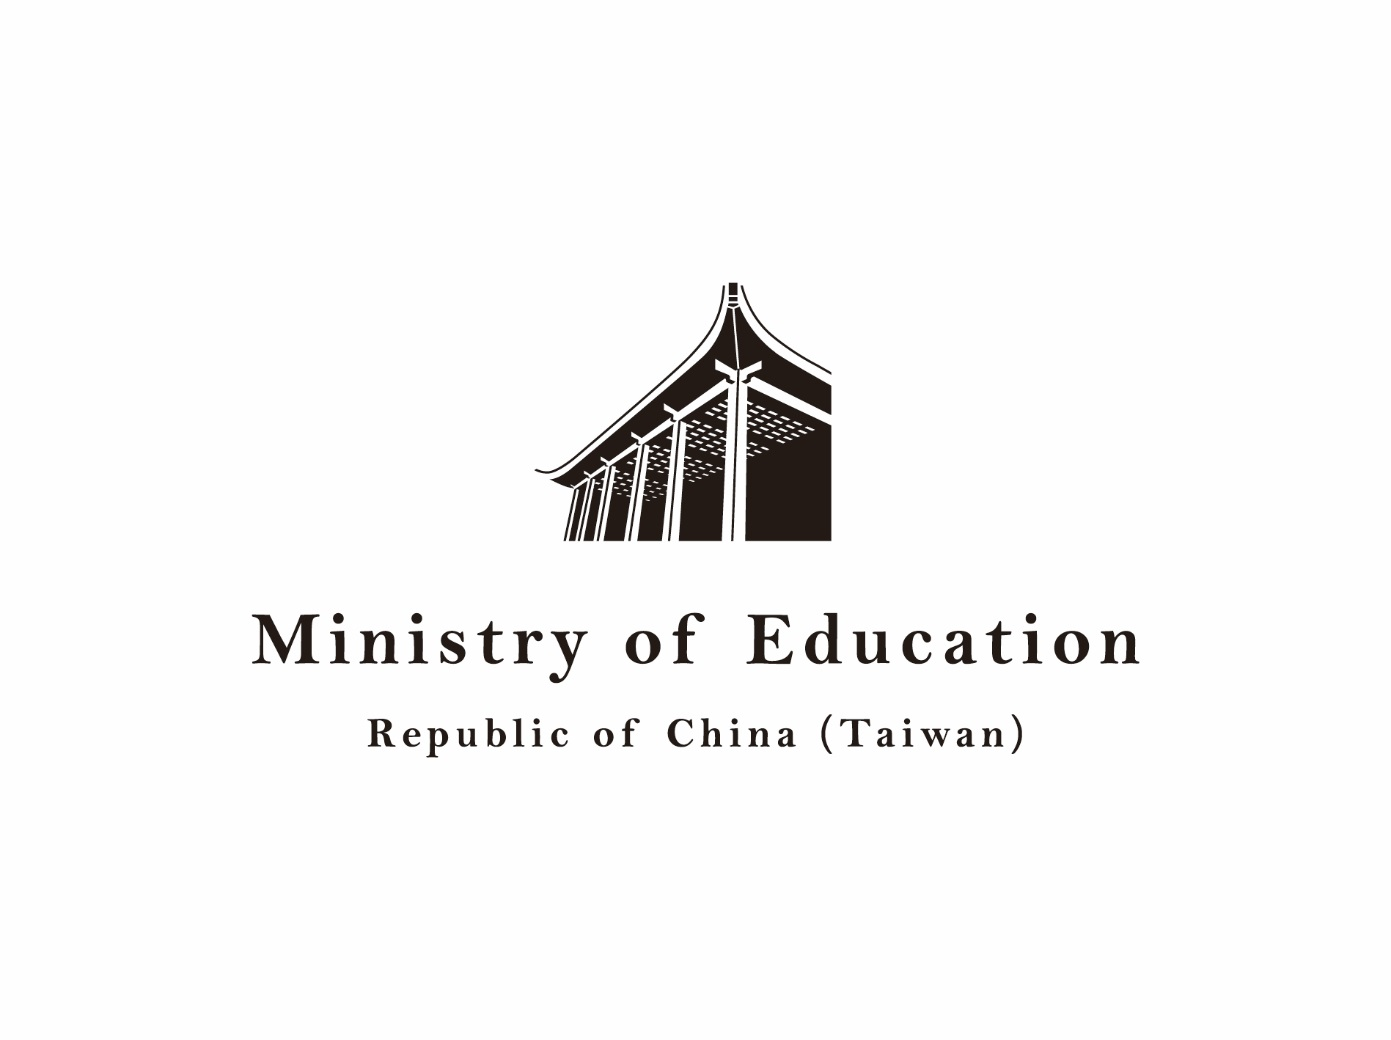 Ministry of Education
Republic of China (Taiwan)